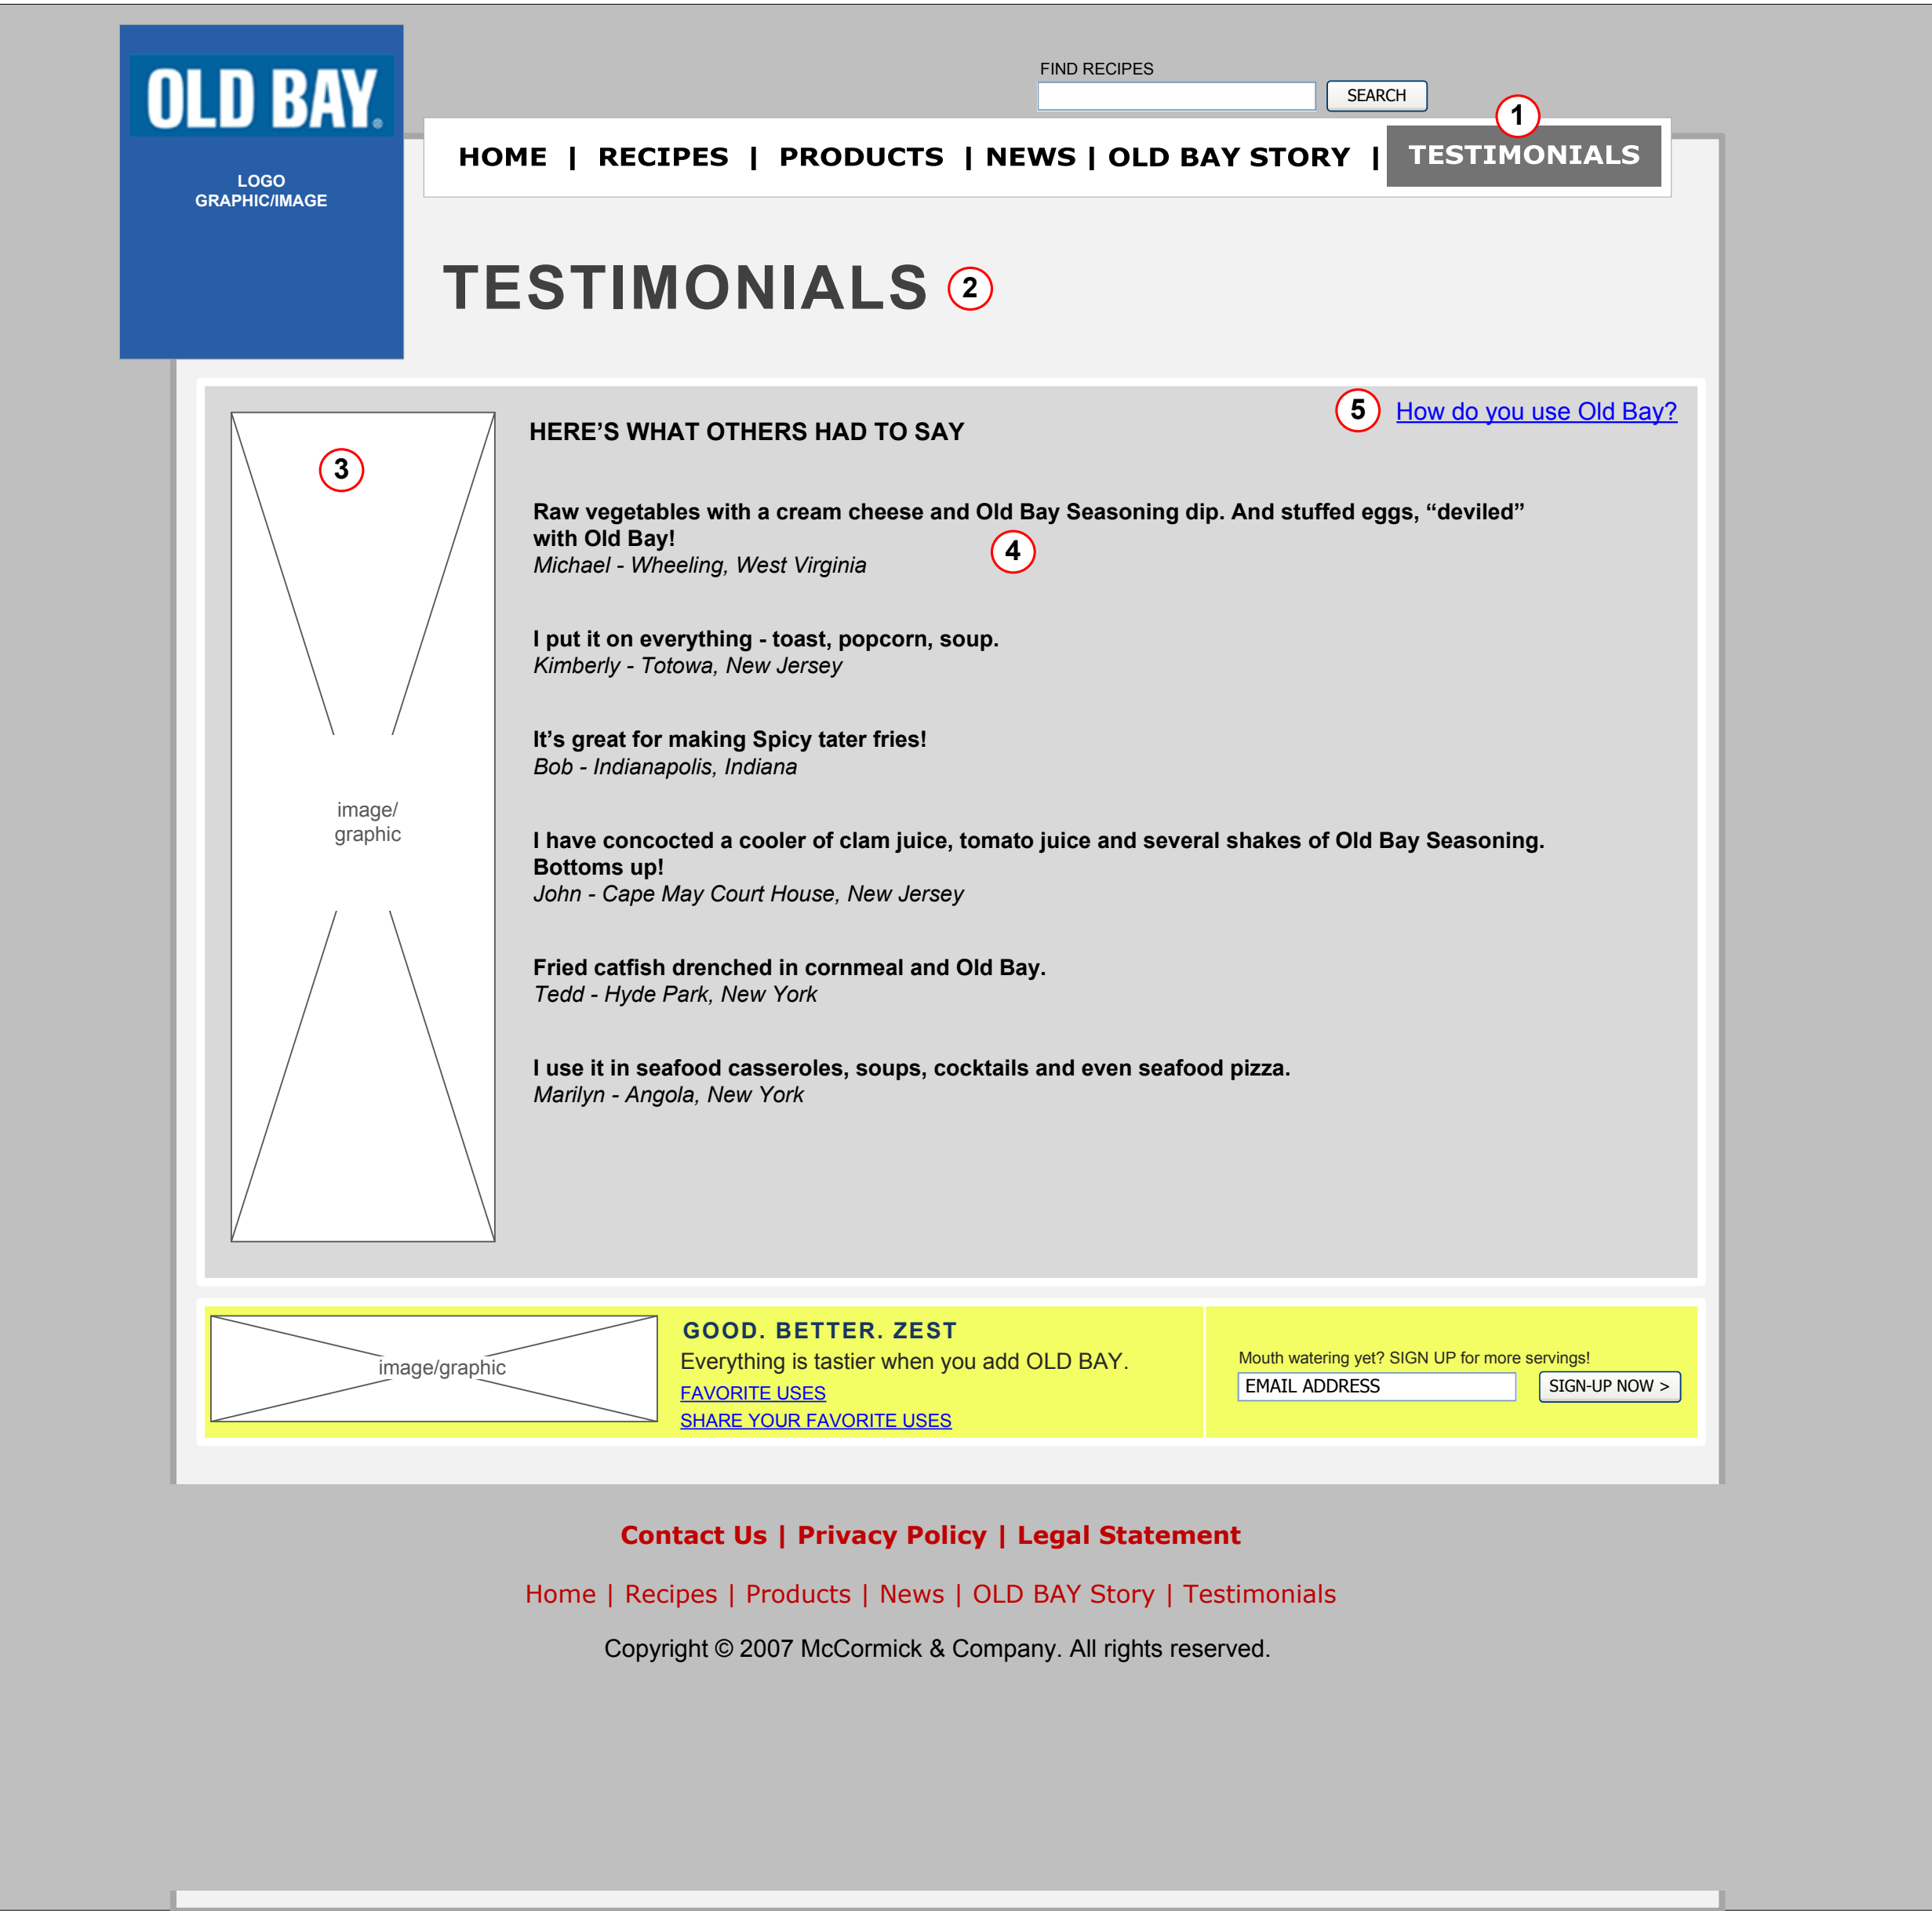 OLD BAY®
LOGO
GRAPHIC/IMAGE
FIND RECIPES
SEARCH
1
HOME | RECIPES | PRODUCTS | NEWS | OLD BAY STORY | TESTIMONIALS
TESTIMONIALS 2
5 How do you use Old Bay?
HERE’S WHAT OTHERS HAD TO SAY
3
Raw vegetables with a cream cheese and Old Bay Seasoning dip. And stuffed eggs, “deviled”
with Old Bay!
4
Michael - Wheeling, West Virginia
I put it on everything - toast, popcorn, soup.
Kimberly - Totowa, New Jersey
It’s great for making Spicy tater fries!
Bob - Indianapolis, Indiana
image/
graphic
I have concocted a cooler of clam juice, tomato juice and several shakes of Old Bay Seasoning.
Bottoms up!
John - Cape May Court House, New Jersey
Fried catfish drenched in cornmeal and Old Bay.
Tedd - Hyde Park, New York
I use it in seafood casseroles, soups, cocktails and even seafood pizza.
Marilyn - Angola, New York
image/graphic
GOOD. BETTER. ZEST
Everything is tastier when you add OLD BAY.
FAVORITE USES
SHARE YOUR FAVORITE USES
Mouth watering yet? SIGN UP for more servings!
EMAIL ADDRESS
SIGN-UP NOW >
Contact Us | Privacy Policy | Legal Statement
Home | Recipes | Products | News | OLD BAY Story | Testimonials
Copyright © 2007 McCormick & Company. All rights reserved.